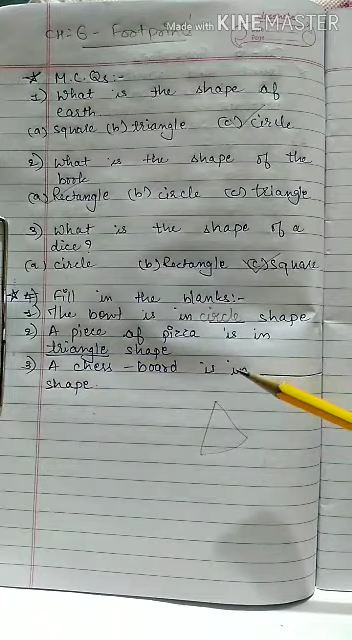 Made with KINEMASTER
CH:- 6 - Footprints
Page
M.C.Qs:-
1) What is the shape of
earth
(a) square (b) triangle (c) circle
2) what is the shape of the
book
(a) Rectangle (b) circle (c) triangle
3) what is the shape of a
dice?
(a) circle (b) Rectangle (c) square
Fill in the blanks:-
1) The bowl is in circle shape
2) A piece of pizza is in
triangle shape
3) A chess - board is in
shape.